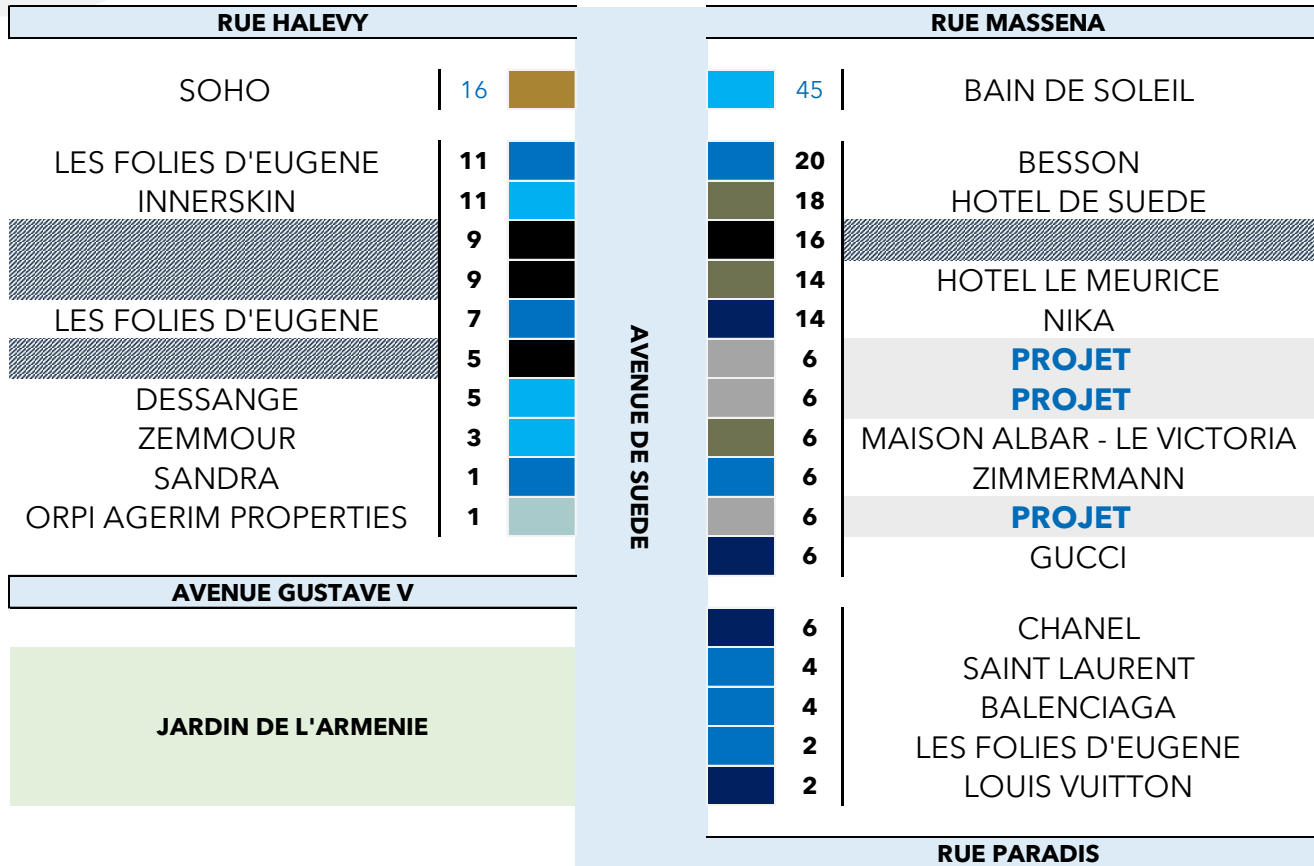 RUE HALEVY
SOHO 16
LES FOLIES D'EUGENE 11
INNERSKIN 11
9
9
LES FOLIES D'EUGENE 7
5
DESSANGE 5
ZEMMOUR 3
SANDRA 1
ORPI AGERIM PROPERTIES 1
AVENUE GUSTAVE V
JARDIN DE L'ARMENIE
AVENUE DE SUEDE
RUE MASSENA
45 BAIN DE SOLEIL
20 BESSON
18 HOTEL DE SUEDE
16
14 HOTEL LE MEURICE
14 NIKA
6 PROJET
6 PROJET
6 MAISON ALBAR - LE VICTORIA
6 ZIMMERMANN
6 PROJET
6 GUCCI
6 CHANEL
4 SAINT LAURENT
4 BALENCIAGA
2 LES FOLIES D'EUGENE
2 LOUIS VUITTON
RUE PARADIS